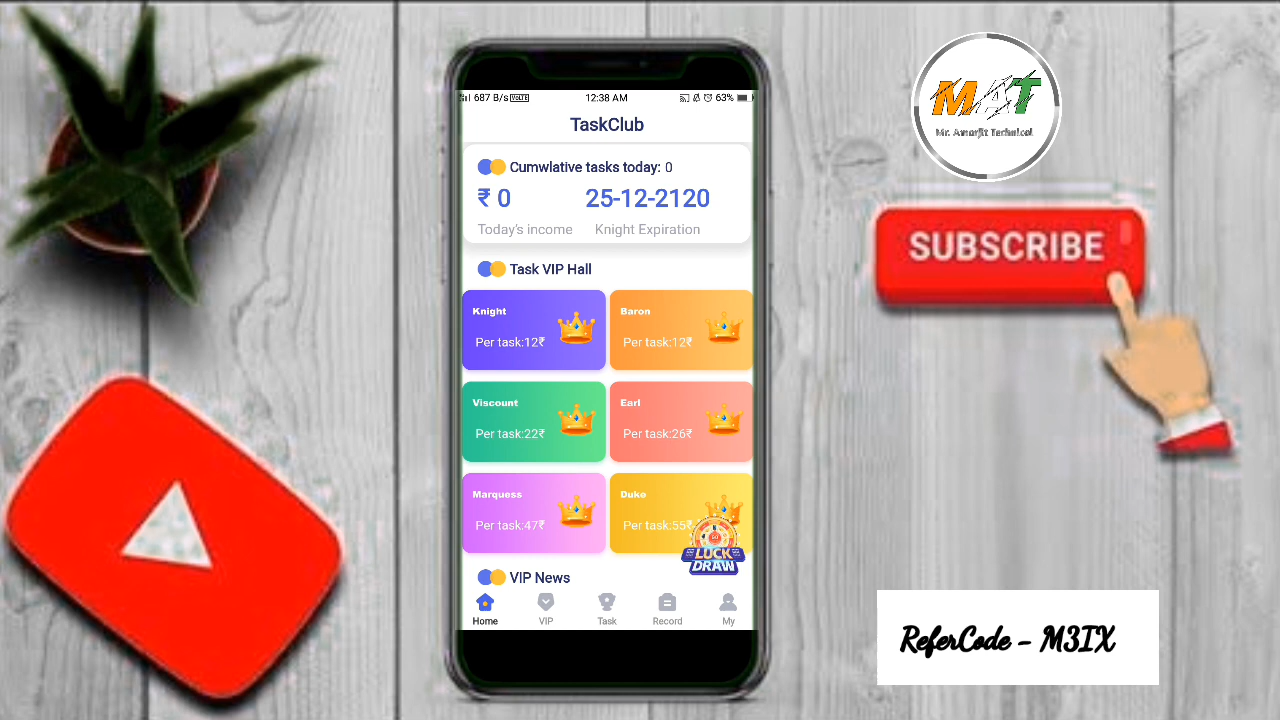 687 B/s VoLTE 12:38 AM 63%
TaskClub
Cumwlative tasks today: 0
₹ 0 25-12-2120
Today's income Knight Expiration
Task VIP Hall
Knight
Per task:12₹
Baron
Per task:12₹
Viscount
Per task:22₹
Earl
Per task:26₹
Marquess
Per task:47₹
Duke
Per task:55₹
LUCK
DRAW
VIP News
Home VIP Task Record My
MAT
Mr. Amarjit Technical
SUBSCRIBE
ReferCode - M3IX